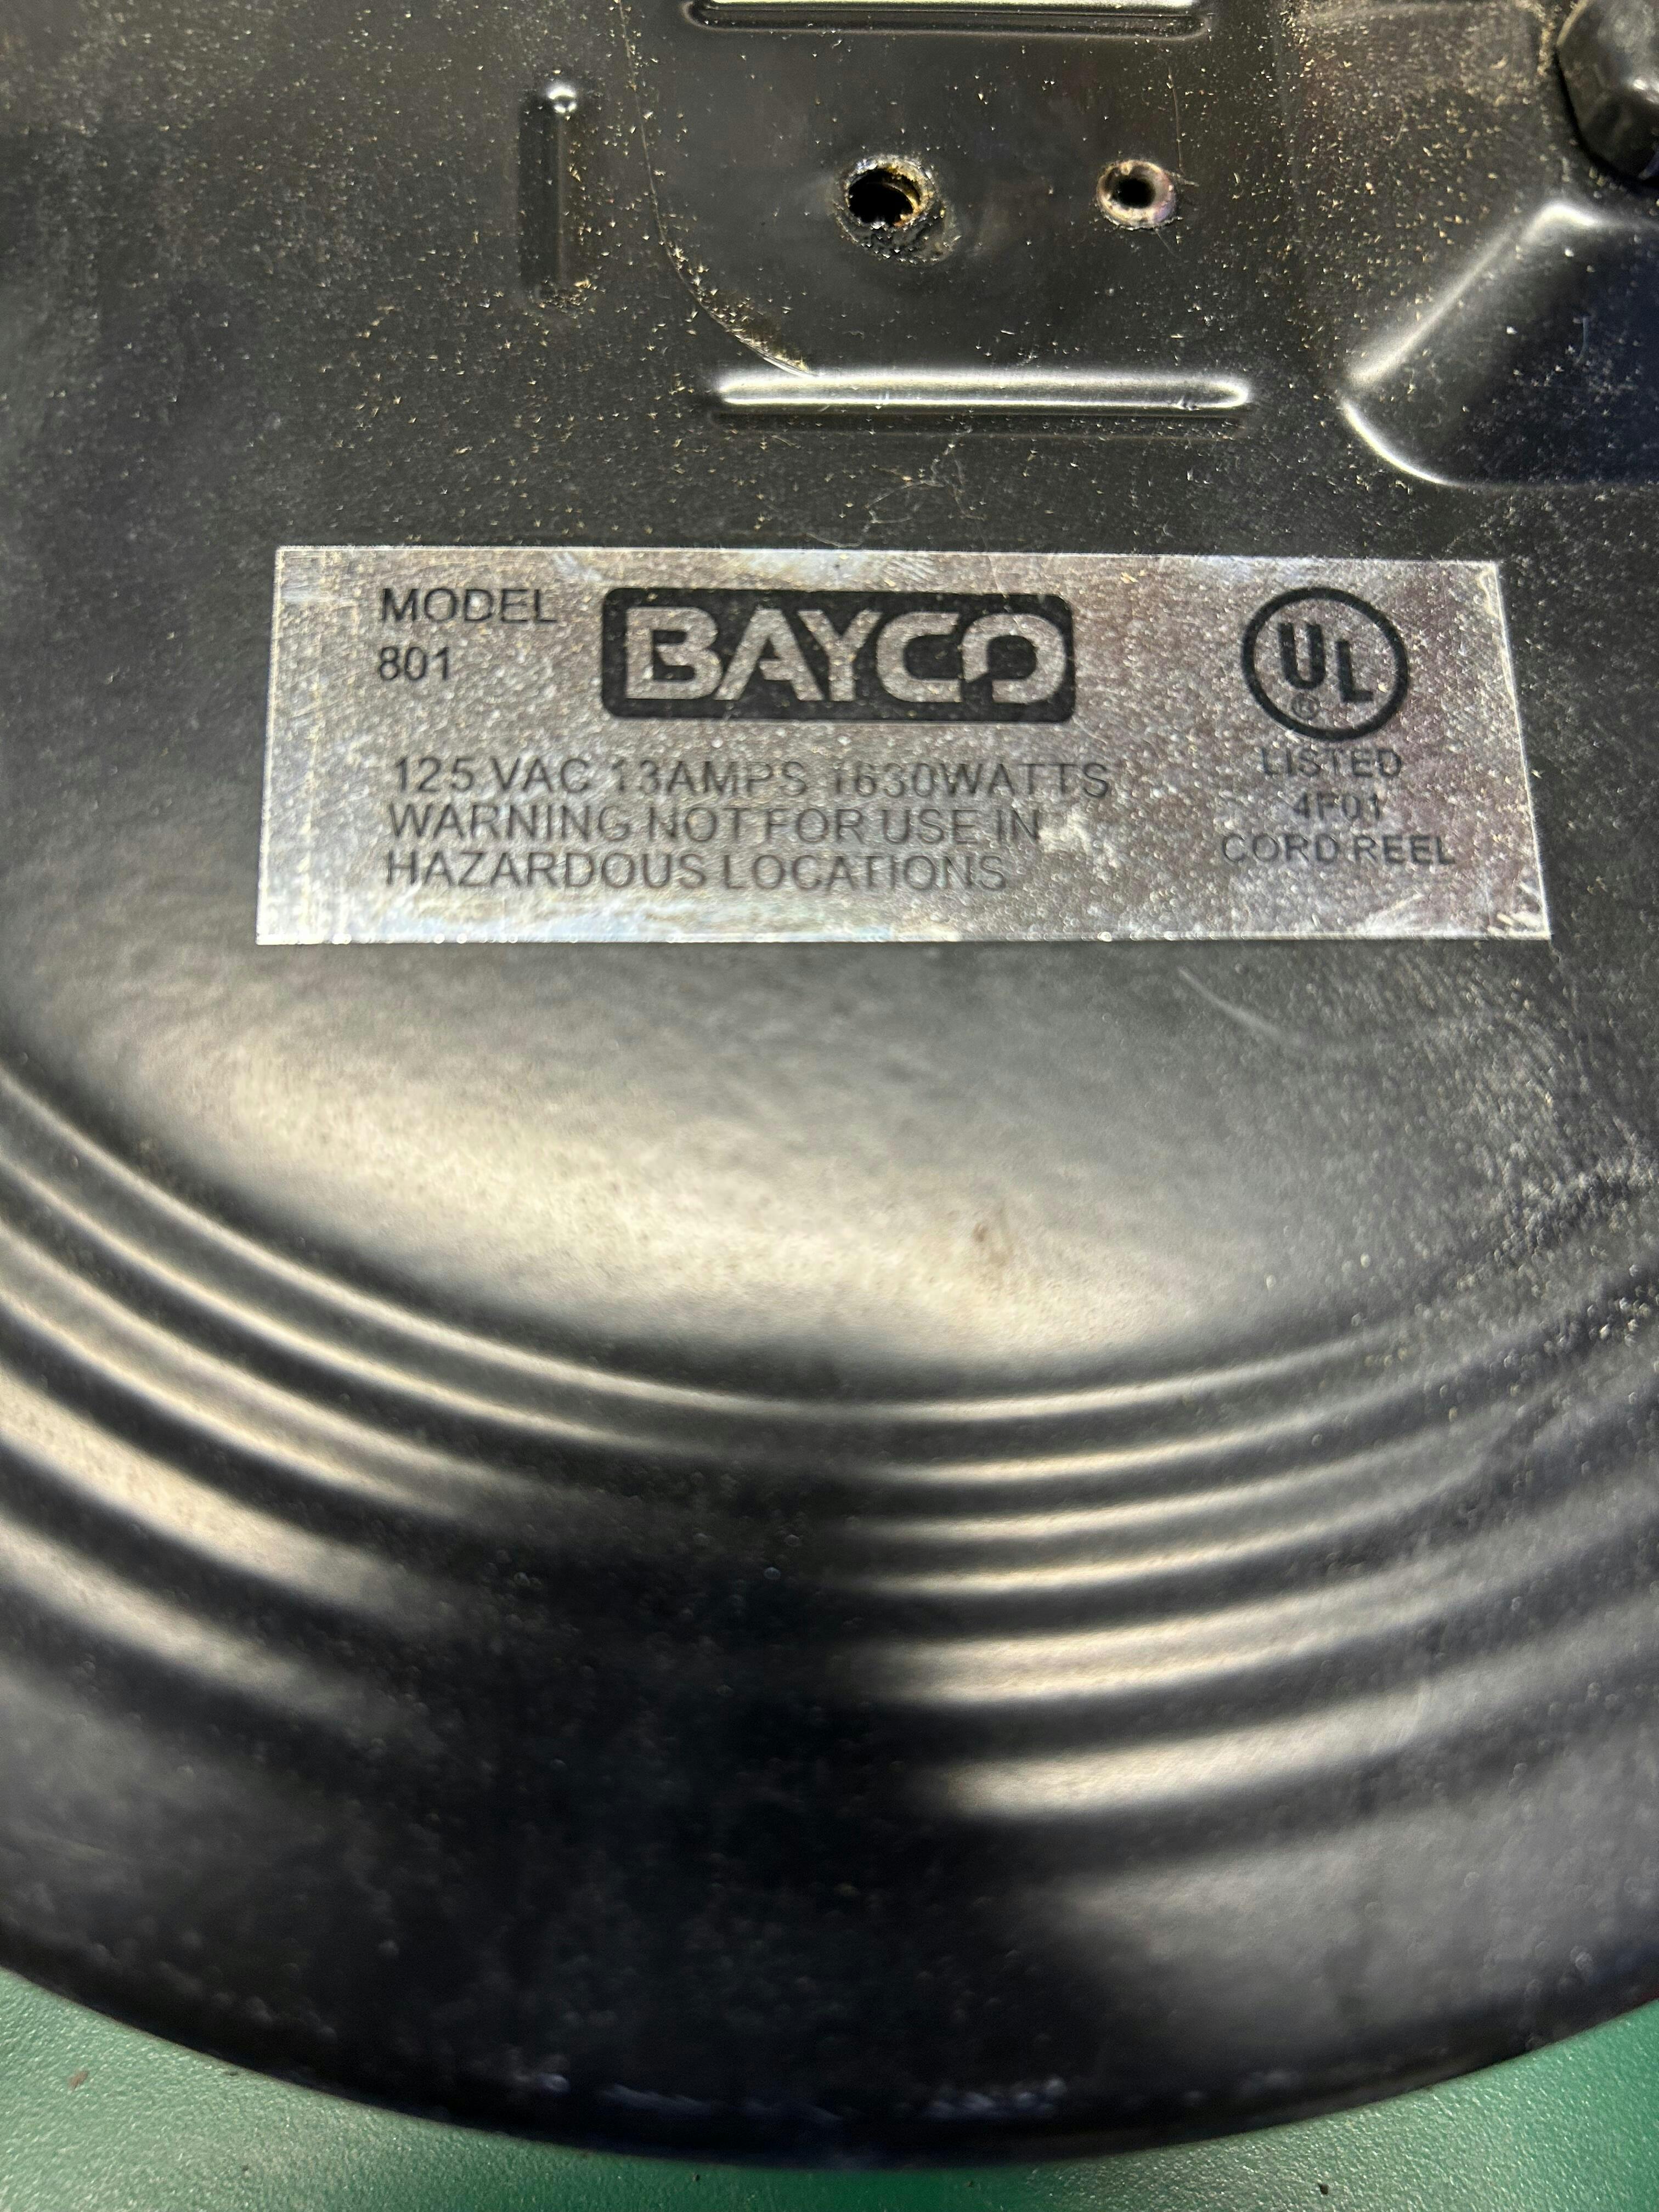 MODEL
801
BAYCO
125 VAC 13AMPS 1630WATTS
WARNING NOT FOR USE IN
HAZARDOUS LOCATIONS
UL
®
LISTED
4F01
CORD REEL